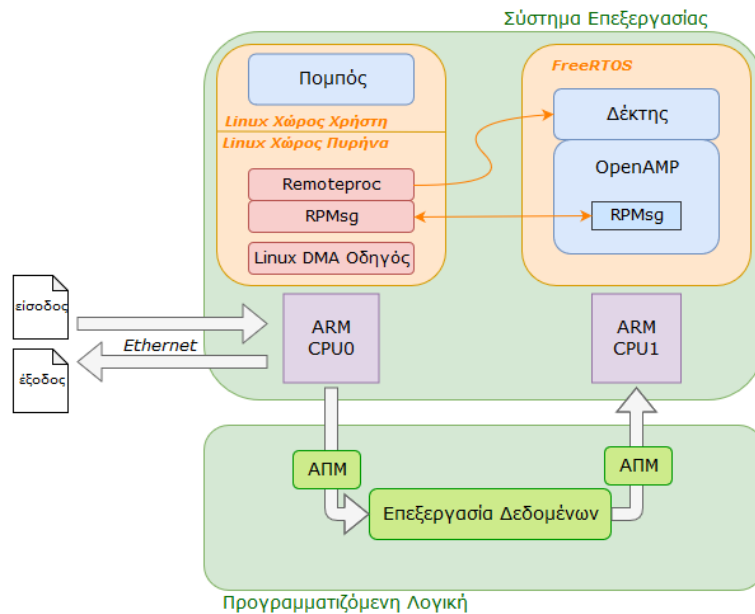 Σύστημα Επεξεργασίας
Πομπός
Linux Χώρος Χρήστη
Linux Χώρος Πυρήνα
Remoteproc
RPMsg
Linux DMA Οδηγός
FreeRTOS
Δέκτης
OpenAMP
RPMsg
είσοδος
Ethernet
έξοδος
ARM
CPU0
ARM
CPU1
ΑΠΜ
ΑΠΜ
Επεξεργασία Δεδομένων
Προγραμματιζόμενη Λογική